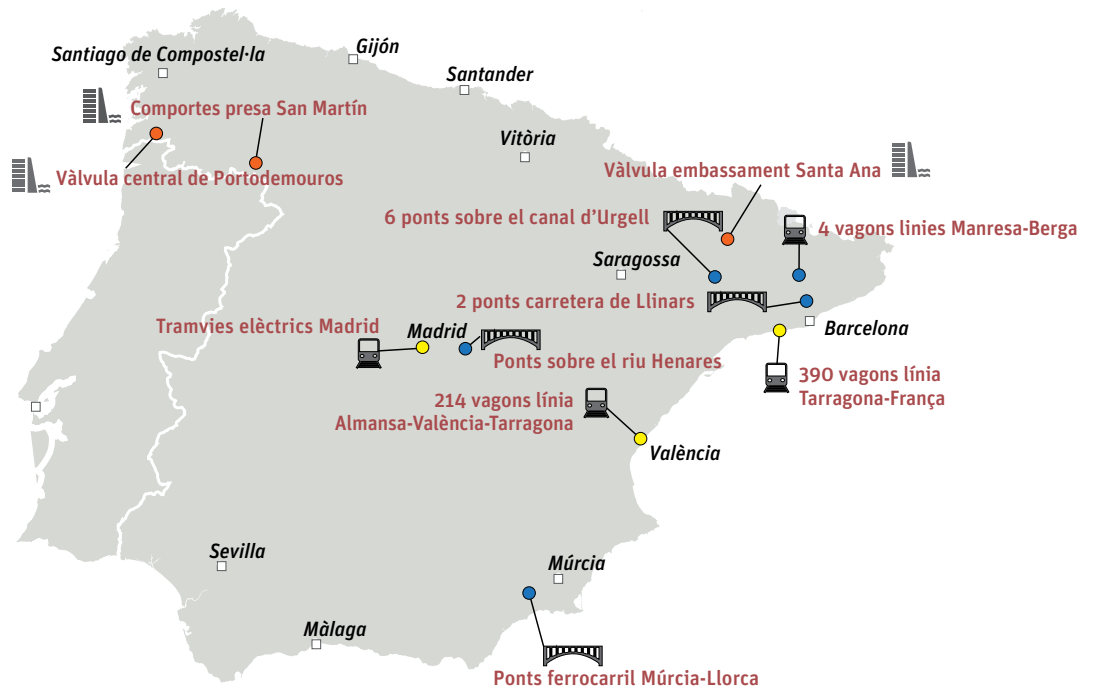 Gijón
Santiago de Compostel·la
Santander
Comportes presa San Martín
Vitòria
Vàlvula embassament Santa Ana
Vàlvula central de Portodemouros
6 ponts sobre el canal d’Urgell
4 vagons linies Manresa-Berga
Saragossa
2 ponts carretera de Llinars
Tramvies elèctrics Madrid
Madrid
Barcelona
Ponts sobre el riu Henares
390 vagons línia
Tarragona-França
214 vagons línia
Almansa-València-Tarragona
València
Sevilla
Múrcia
Màlaga
Ponts ferrocarril Múrcia-Llorca